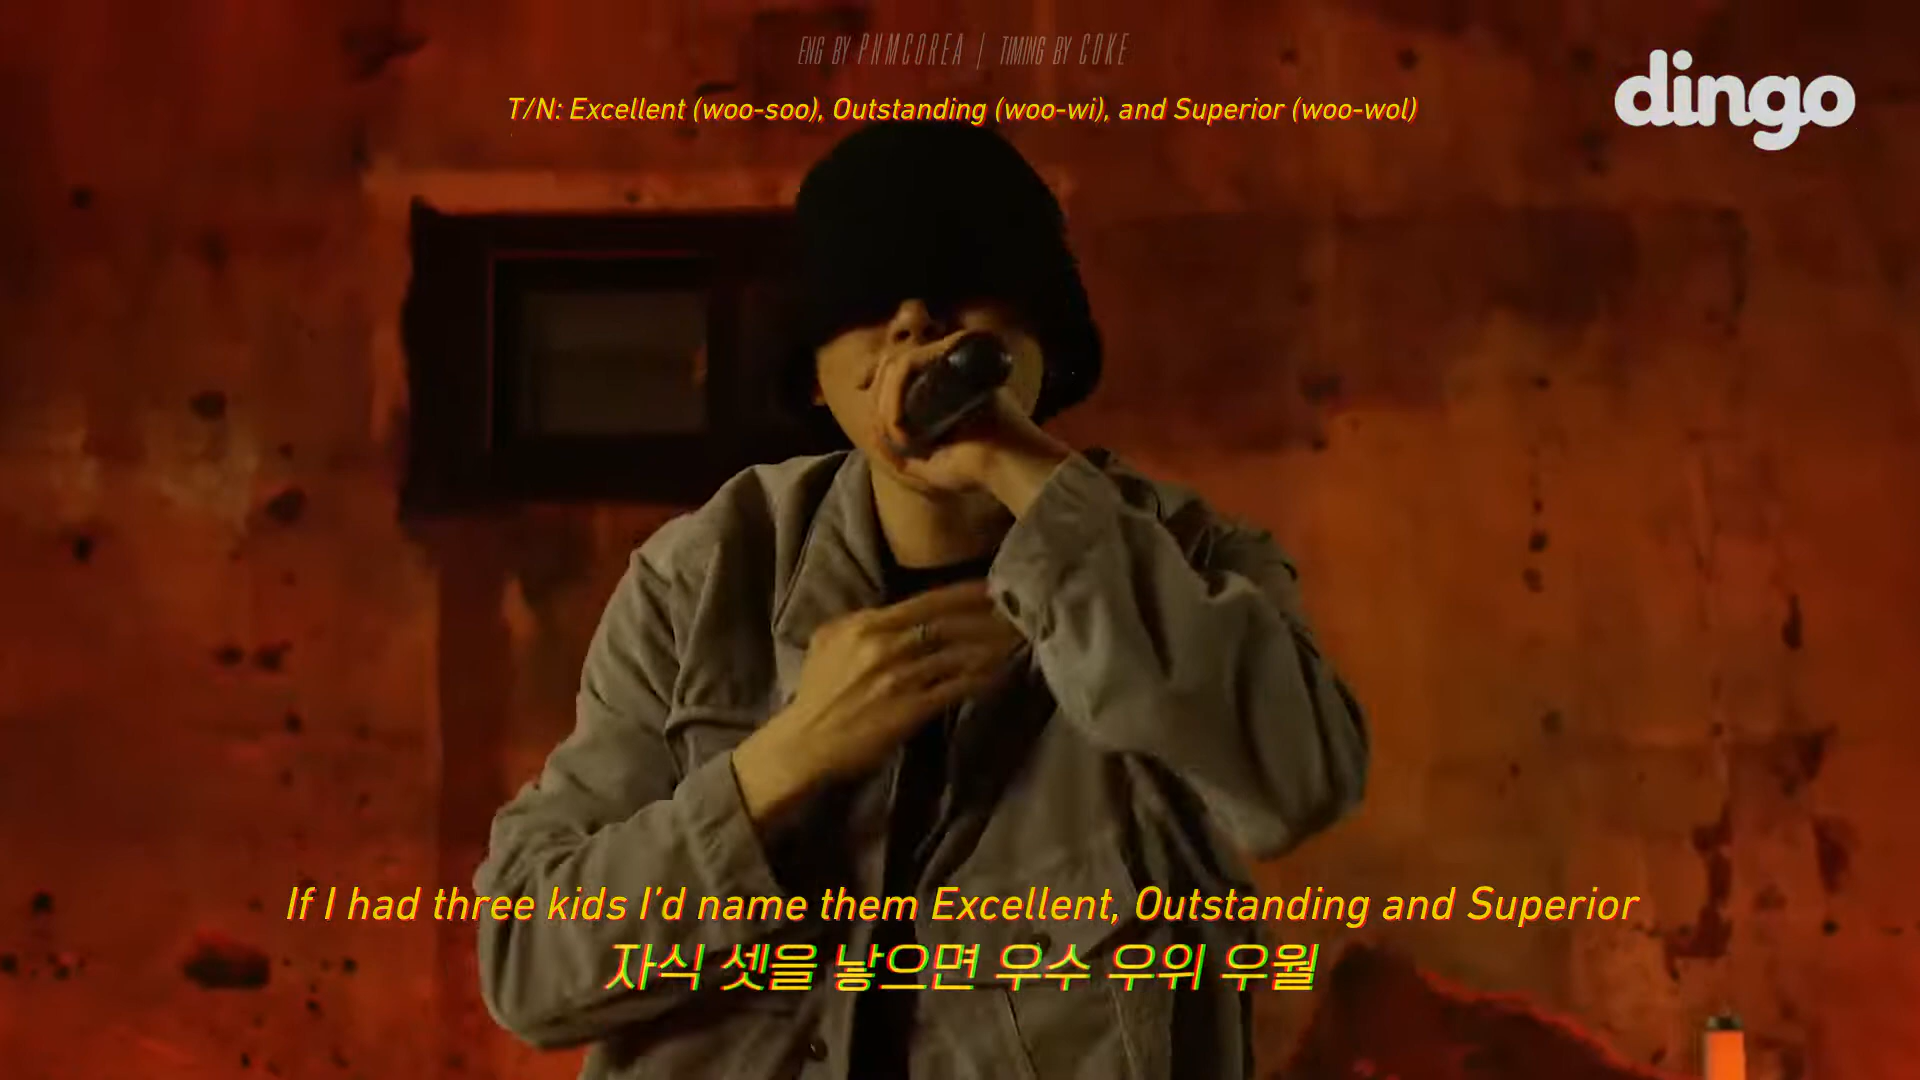 ENG BY PNMCOREA | TIMING BY COKE
dingo
T/N: Excellent (woo-soo), Outstanding (woo-wi), and Superior (woo-wol)
If I had three kids I'd name them Excellent, Outstanding and Superior
자식 셋을 낳으면 우수 우위 우월